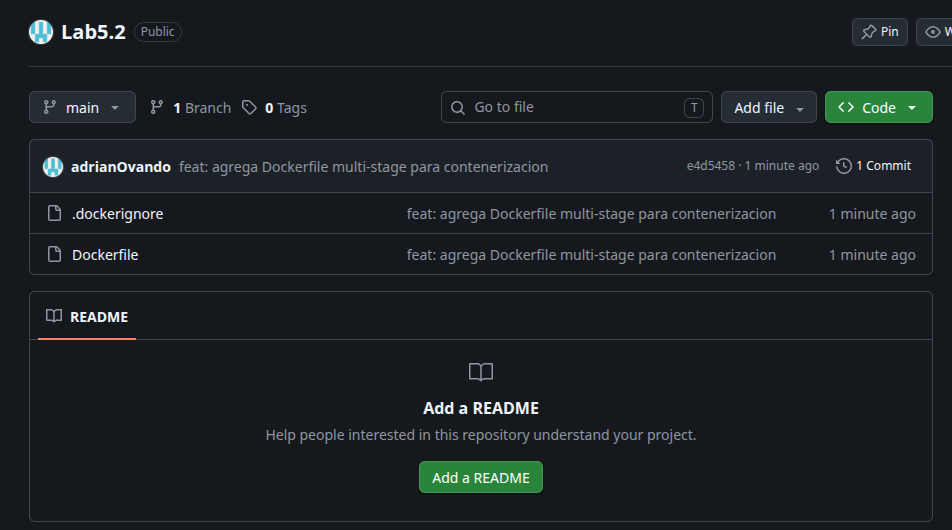 Lab5.2 Public Pin W
main 1 Branch 0 Tags Go to file T Add file Code
adrianOvando feat: agrega Dockerfile multi-stage para contenerizacion e4d5458 · 1 minute ago 1 Commit
.dockerignore feat: agrega Dockerfile multi-stage para contenerizacion 1 minute ago
Dockerfile feat: agrega Dockerfile multi-stage para contenerizacion 1 minute ago
README
Add a README
Help people interested in this repository understand your project.
Add a README